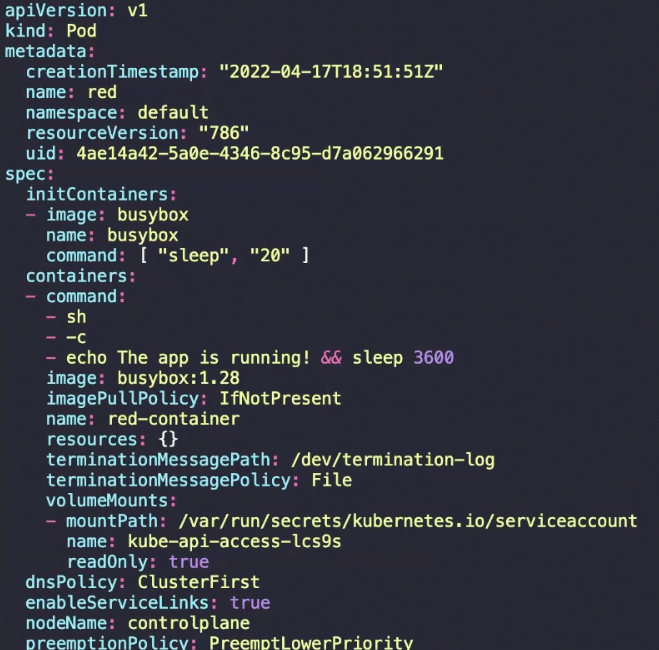 apiVersion: v1
kind: Pod
metadata:
  creationTimestamp: "2022-04-17T18:51:51Z"
  name: red
  namespace: default
  resourceVersion: "786"
  uid: 4ae14a42-5a0e-4346-8c95-d7a062966291
spec:
  initContainers:
  - image: busybox
    name: busybox
    command: [ "sleep", "20" ]
  containers:
  - command:
    - sh
    - -c
    - echo The app is running! && sleep 3600
    image: busybox:1.28
    imagePullPolicy: IfNotPresent
    name: red-container
    resources: {}
    terminationMessagePath: /dev/termination-log
    terminationMessagePolicy: File
    volumeMounts:
    - mountPath: /var/run/secrets/kubernetes.io/serviceaccount
      name: kube-api-access-lcs9s
      readOnly: true
  dnsPolicy: ClusterFirst
  enableServiceLinks: true
  nodeName: controlplane
  preemptionPolicy: PreemptLowerPriority